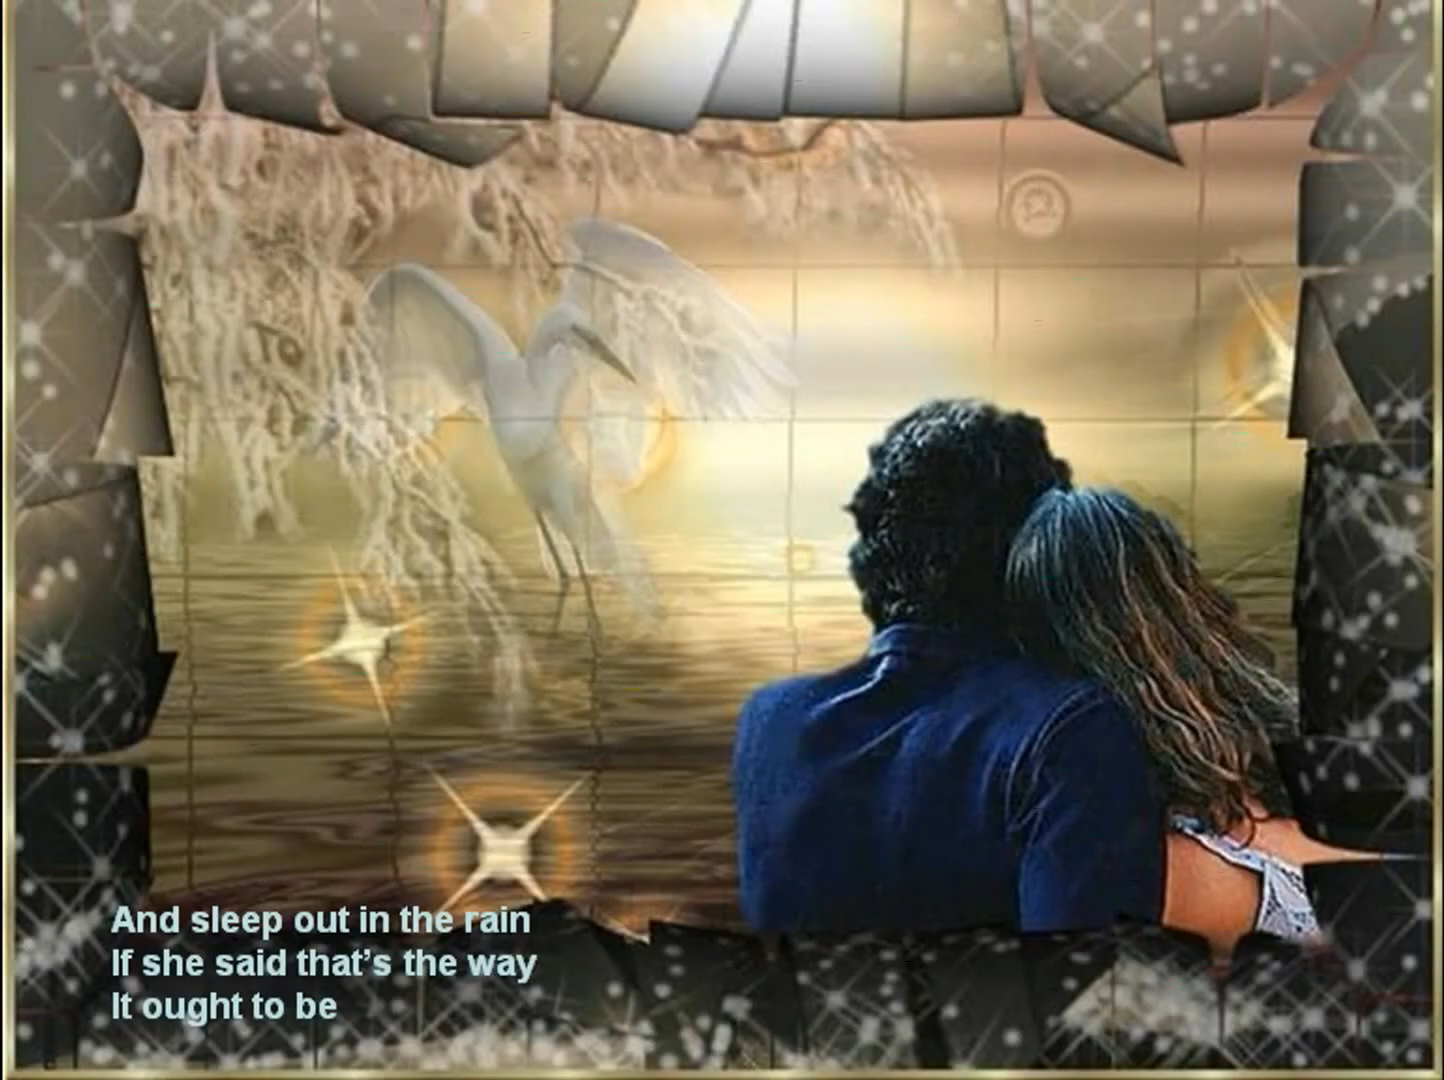 And sleep out in the rain
If she said that’s the way
It ought to be